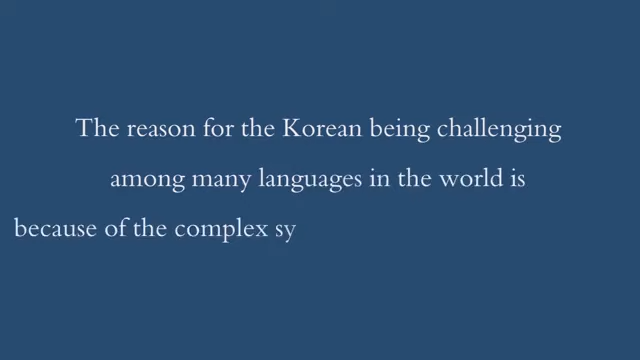 The reason for the Korean being challenging
among many languages in the world is
because of the complex sy